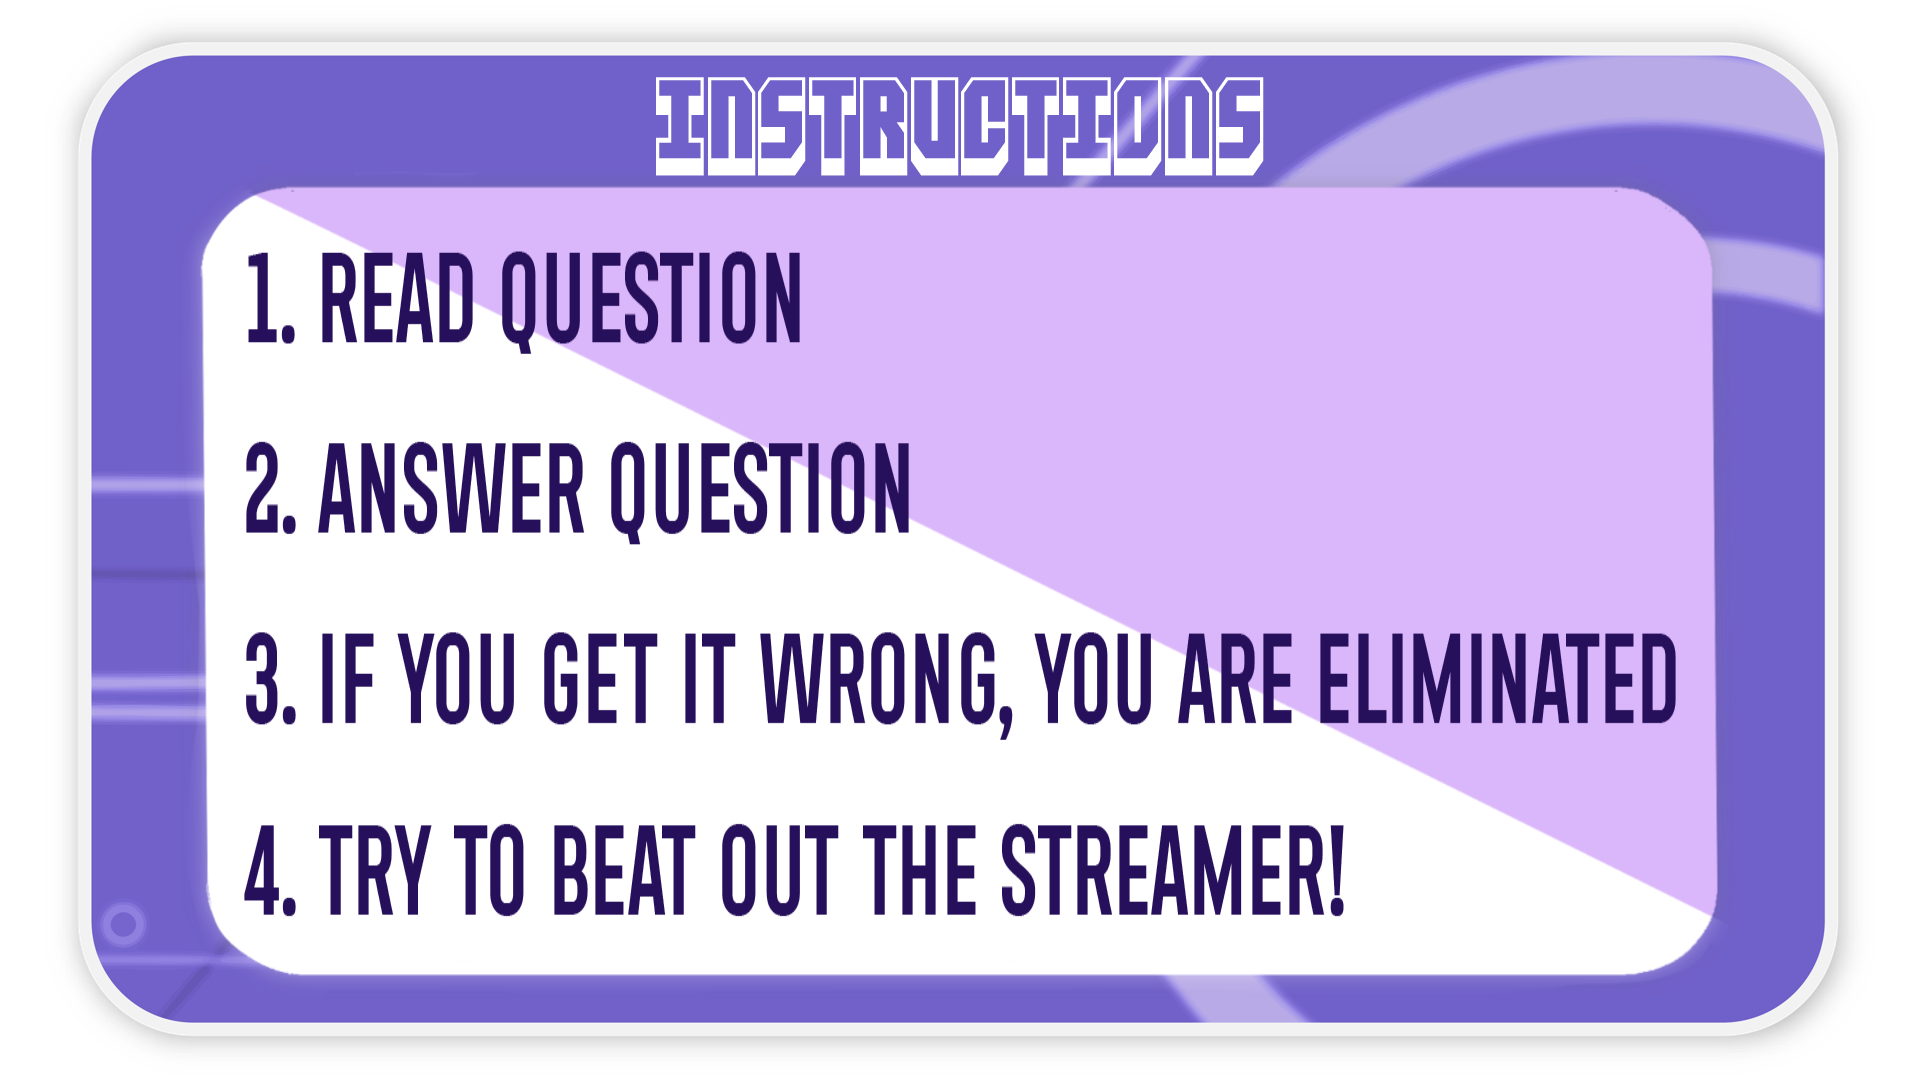 INSTRUCTIONS
1. READ QUESTION
2. ANSWER QUESTION
3. IF YOU GET IT WRONG, YOU ARE ELIMINATED
4. TRY TO BEAT OUT THE STREAMER!